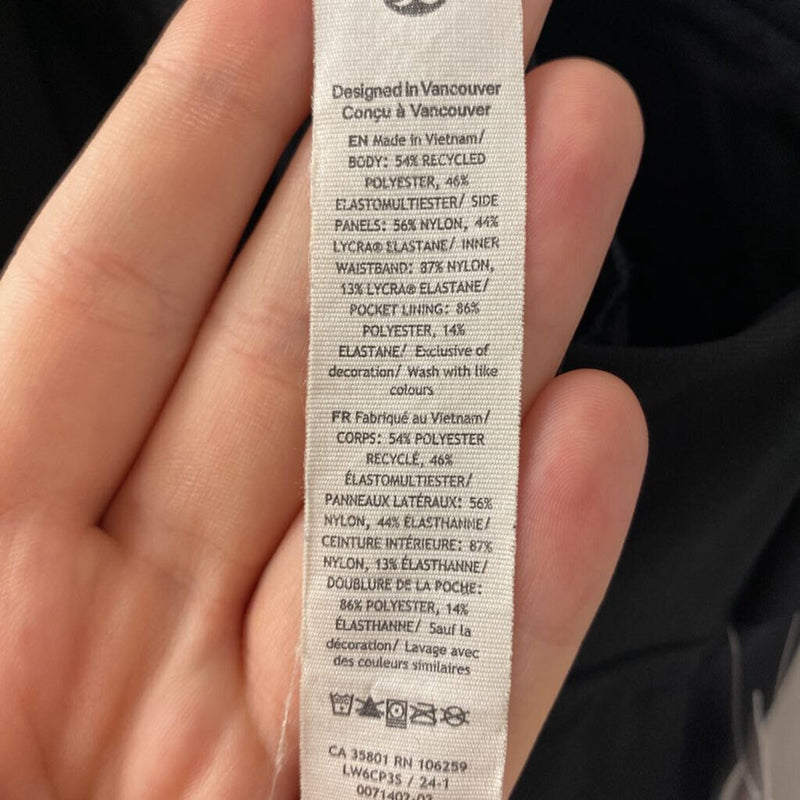 Designed in Vancouver
Conçu à Vancouver
EN Made in Vietnam/
BODY: 54% RECYCLED
POLYESTER, 46%
ELASTOMULTIESTER/ SIDE
PANELS: 56% NYLON, 44%
LYCRA® ELASTANE/ INNER
WAISTBAND: 87% NYLON,
13% LYCRA® ELASTANE/
POCKET LINING: 86%
POLYESTER, 14%
ELASTANE/ Exclusive of
decoration/ Wash with like
colours
FR Fabriqué au Vietnam/
CORPS: 54% POLYESTER
RECYCLÉ, 46%
ÉLASTOMULTIESTER/
PANNEAUX LATÉRAUX: 56%
NYLON, 44% ÉLASTHANNE/
CEINTURE INTÉRIEURE: 87%
NYLON, 13% ÉLASTHANNE/
DOUBLURE DE LA POCHE:
86% POLYESTER, 14%
ÉLASTHANNE/ Sauf la
décoration/ Lavage avec
des couleurs similaires
CA 35801 RN 106259
LW6CP3S / 24-1
0071402-02